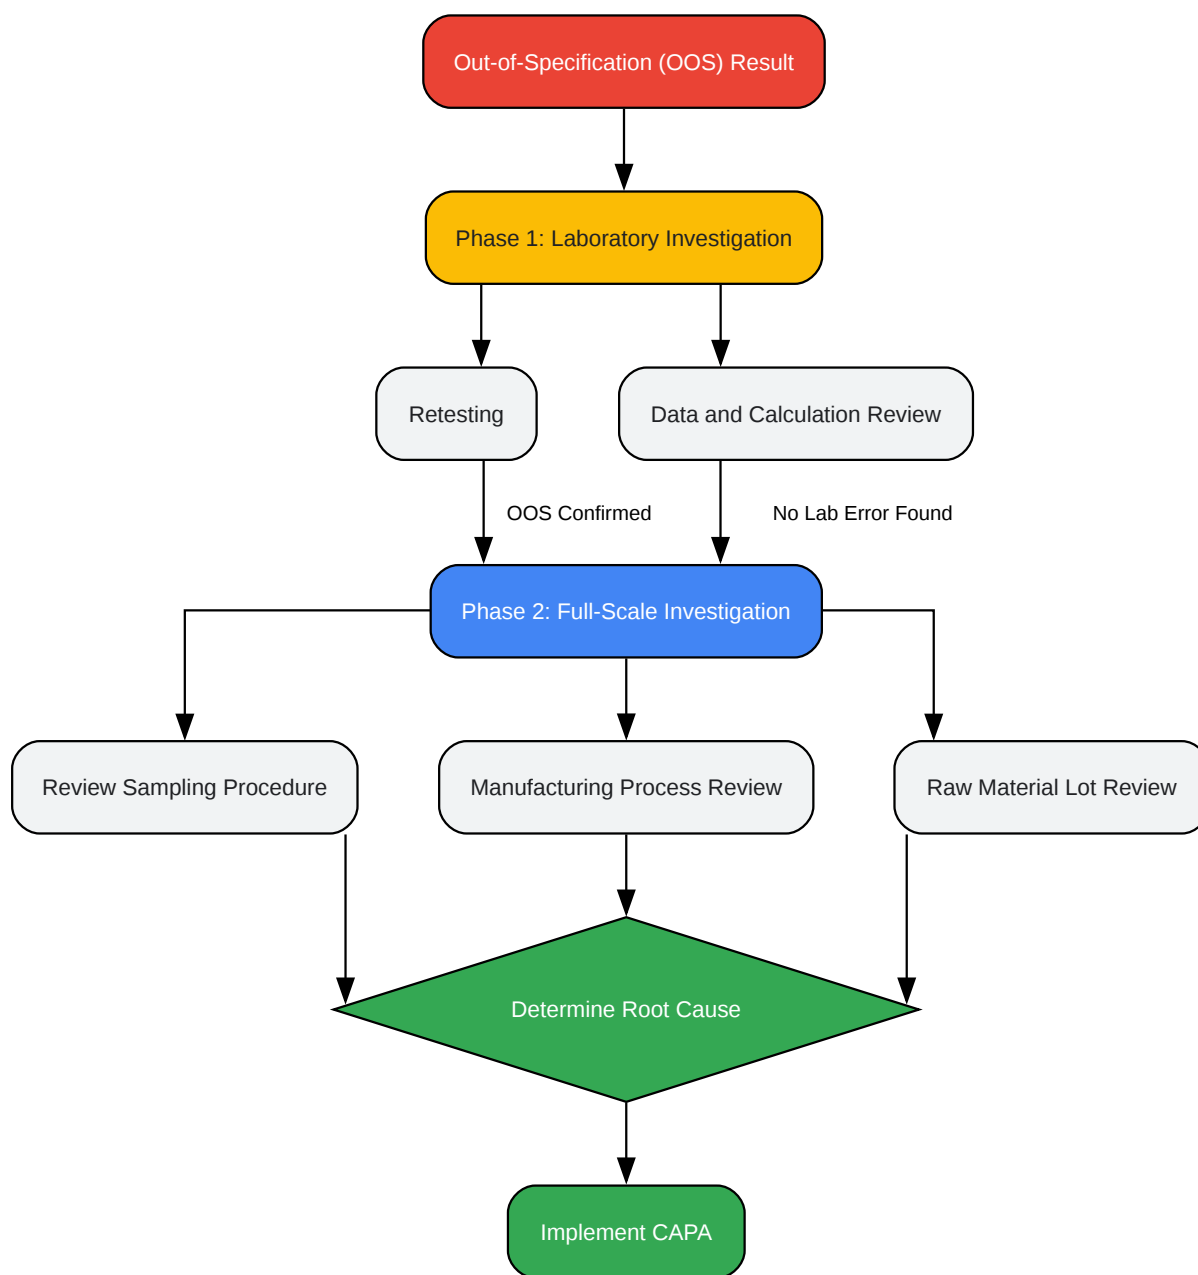 Out-of-Specification (OOS) Result
Phase 1: Laboratory Investigation
Retesting
Data and Calculation Review
OOS Confirmed
No Lab Error Found
Phase 2: Full-Scale Investigation
Review Sampling Procedure
Manufacturing Process Review
Raw Material Lot Review
Determine Root Cause
Implement CAPA